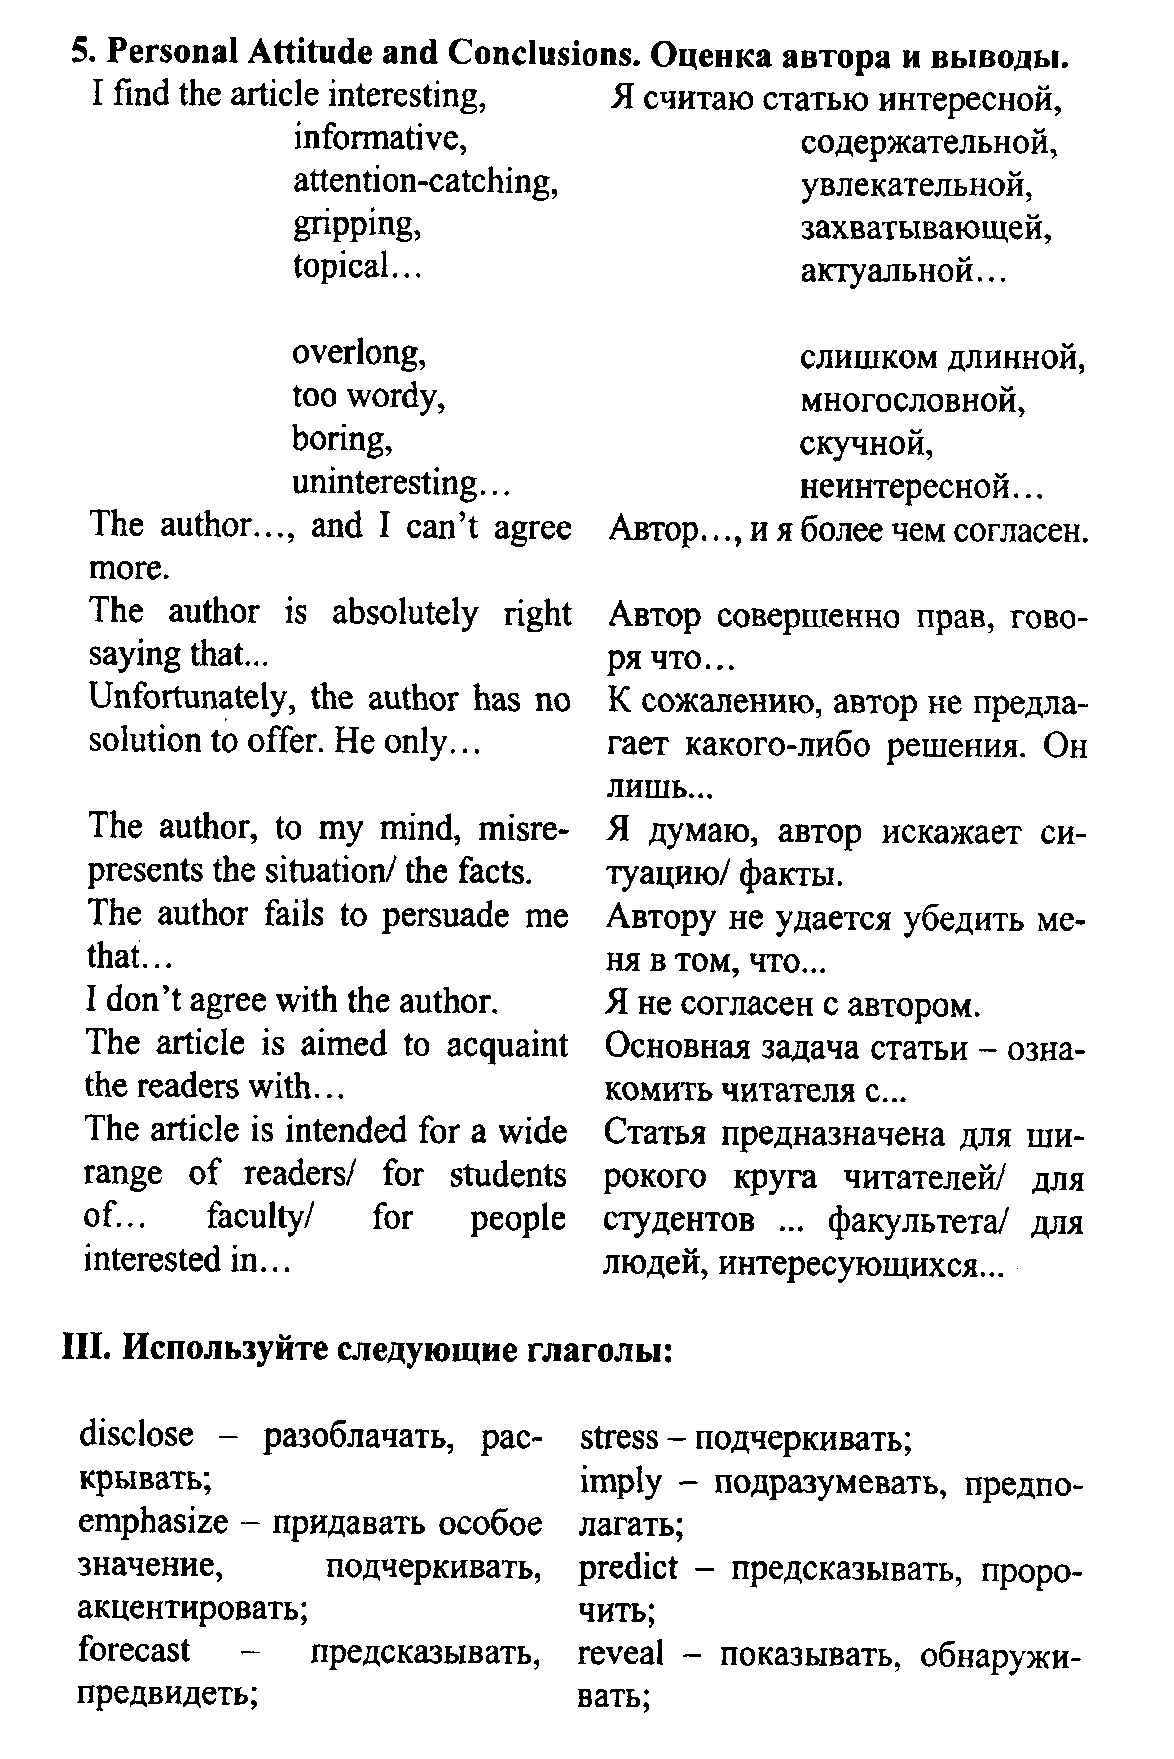 5. Personal Attitude and Conclusions. Оценка автора и выводы.
I find the article interesting, Я считаю статью интересной,
informative, содержательной,
attention-catching, увлекательной,
gripping, захватывающей,
topical... актуальной...
overlong, слишком длинной,
too wordy, многословной,
boring, скучной,
uninteresting... неинтересной...
The author..., and I can't agree Автор..., и я более чем согласен.
more.
The author is absolutely right Автор совершенно прав, гово-
saying that... ря что...
Unfortunately, the author has no К сожалению, автор не предла-
solution to offer. He only... гает какого-либо решения. Он
лишь...
The author, to my mind, misre- Я думаю, автор искажает си-
presents the situation/ the facts. туацию/ факты.
The author fails to persuade me Автору не удается убедить ме-
that... ня в том, что...
I don't agree with the author. Я не согласен с автором.
The article is aimed to acquaint Основная задача статьи – озна-
the readers with... комить читателя с...
The article is intended for a wide Статья предназначена для ши-
range of readers/ for students рокого круга читателей/ для
of... faculty/ for people студентов ... факультета/ для
interested in... людей, интересующихся...
III. Используйте следующие глаголы:
disclose – разоблачать, рас- stress – подчеркивать;
крывать; imply – подразумевать, предпо-
emphasize – придавать особое лагать;
значение, подчеркивать, predict – предсказывать, проро-
акцентировать; чить;
forecast – предсказывать, reveal – показывать, обнаружи-
предвидеть; вать;